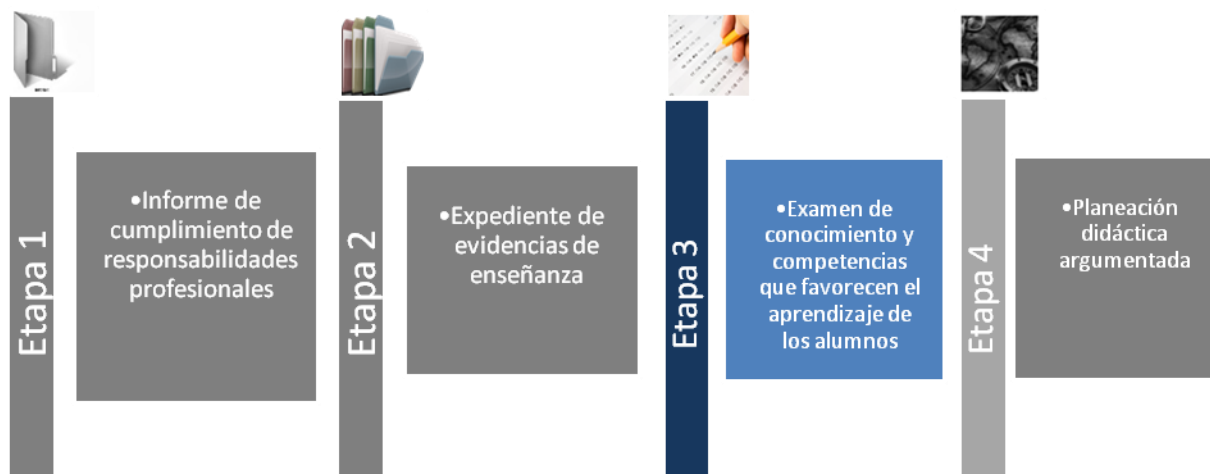 Etapa 1
•Informe de
cumplimiento de
responsabilidades
profesionales
Etapa 2
•Expediente de
evidencias de
enseñanza
Etapa 3
•Examen de
conocimiento y
competencias
que favorecen el
aprendizaje de
los alumnos
Etapa 4
•Planeación
didáctica
argumentada